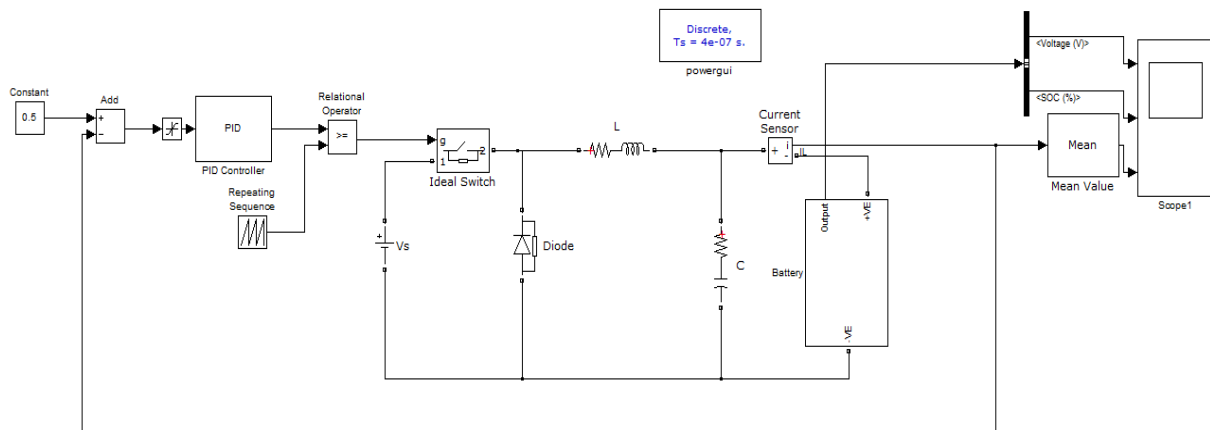 Discrete,
Ts = 4e-07 s.
powergui
<Voltage (V)>
<SOC (%)>
Constant
0.5
Add
+
−
PID
PID Controller
Relational
Operator
>=
Repeating
Sequence
g
1
2
Ideal Switch
+
Vs
Diode
+
L
+
C
Current
Sensor
+
i
-
IL
Output
+VE
-VE
Battery
Mean
Mean Value
Scope1